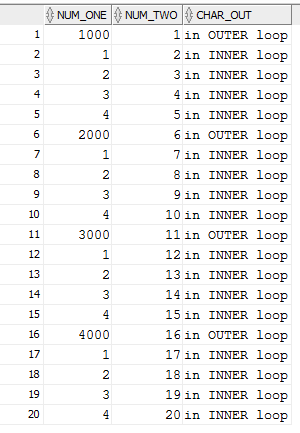 NUM_ONE NUM_TWO CHAR_OUT
1 1000 1 in OUTER loop
2 1 2 in INNER loop
3 2 3 in INNER loop
4 3 4 in INNER loop
5 4 5 in INNER loop
6 2000 6 in OUTER loop
7 1 7 in INNER loop
8 2 8 in INNER loop
9 3 9 in INNER loop
10 4 10 in INNER loop
11 3000 11 in OUTER loop
12 1 12 in INNER loop
13 2 13 in INNER loop
14 3 14 in INNER loop
15 4 15 in INNER loop
16 4000 16 in OUTER loop
17 1 17 in INNER loop
18 2 18 in INNER loop
19 3 19 in INNER loop
20 4 20 in INNER loop